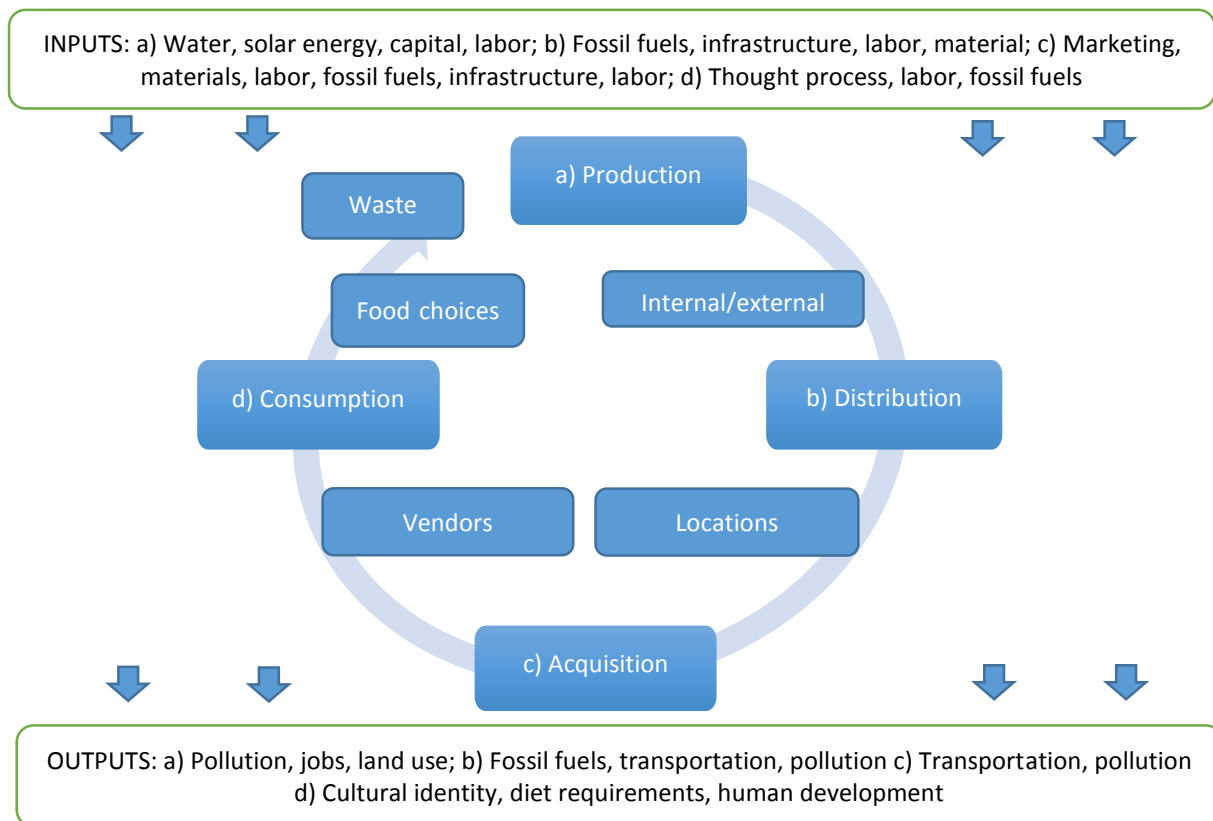 INPUTS: a) Water, solar energy, capital, labor; b) Fossil fuels, infrastructure, labor, material; c) Marketing,
materials, labor, fossil fuels, infrastructure, labor; d) Thought process, labor, fossil fuels
a) Production
Waste
Internal/external
Food choices
d) Consumption
b) Distribution
Vendors
Locations
c) Acquisition
OUTPUTS: a) Pollution, jobs, land use; b) Fossil fuels, transportation, pollution c) Transportation, pollution
d) Cultural identity, diet requirements, human development